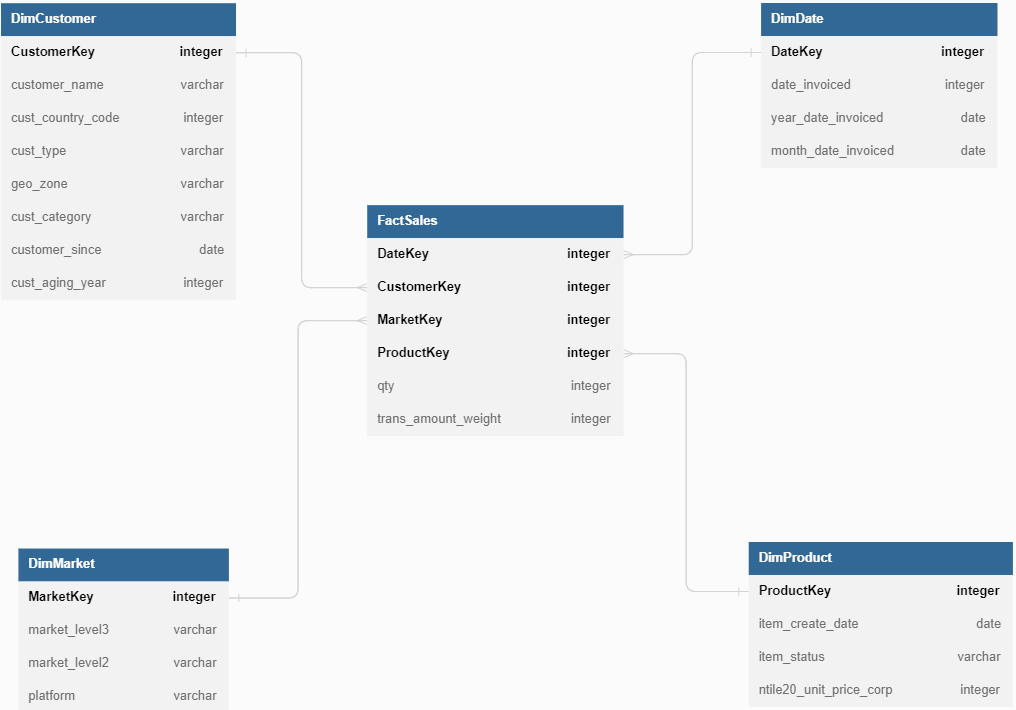 DimCustomer
CustomerKey integer
customer_name varchar
cust_country_code integer
cust_type varchar
geo_zone varchar
cust_category varchar
customer_since date
cust_aging_year integer
DimDate
DateKey integer
date_invoiced integer
year_date_invoiced date
month_date_invoiced date
FactSales
DateKey integer
CustomerKey integer
MarketKey integer
ProductKey integer
qty integer
trans_amount_weight integer
DimMarket
MarketKey integer
market_level3 varchar
market_level2 varchar
platform varchar
DimProduct
ProductKey integer
item_create_date date
item_status varchar
ntile20_unit_price_corp integer